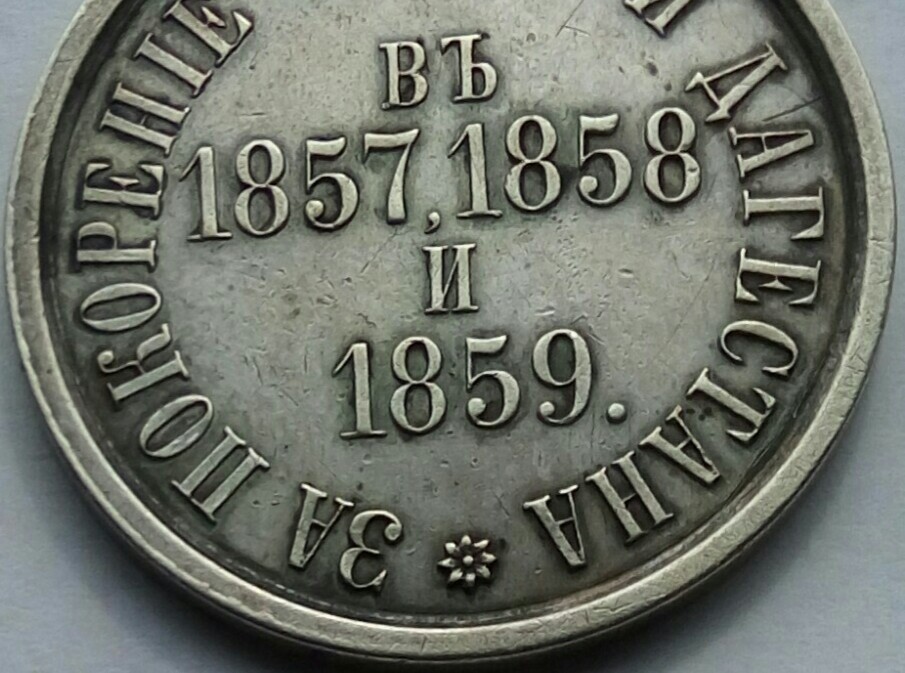 ЗА ПОКОРЕНІЕ И ДАГЕСТАНА
ВЪ
1857, 1858
И
1859.